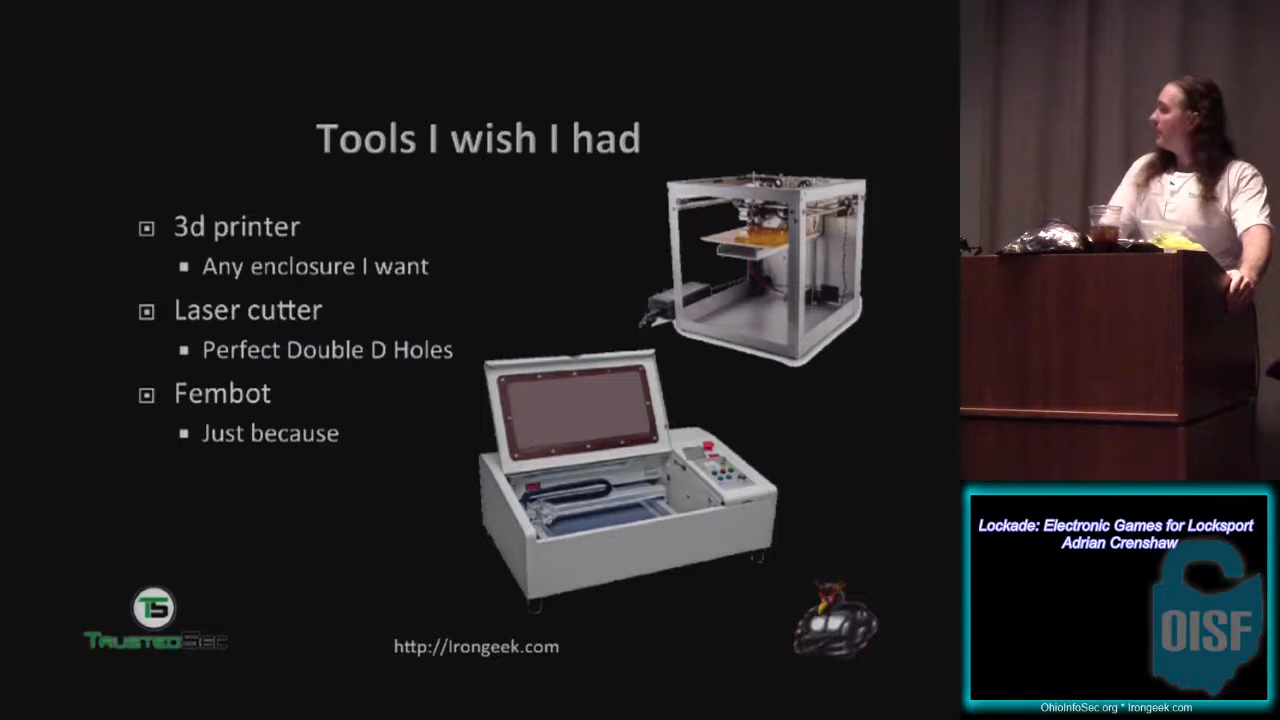 Tools I wish I had
3d printer
Any enclosure I want
Laser cutter
Perfect Double D Holes
Fembot
Just because
TS
TRUSTEDSEC
http://Irongeek.com
Lockade: Electronic Games for Locksport
Adrian Crenshaw
OISF
OhioInfoSec.org * Irongeek.com